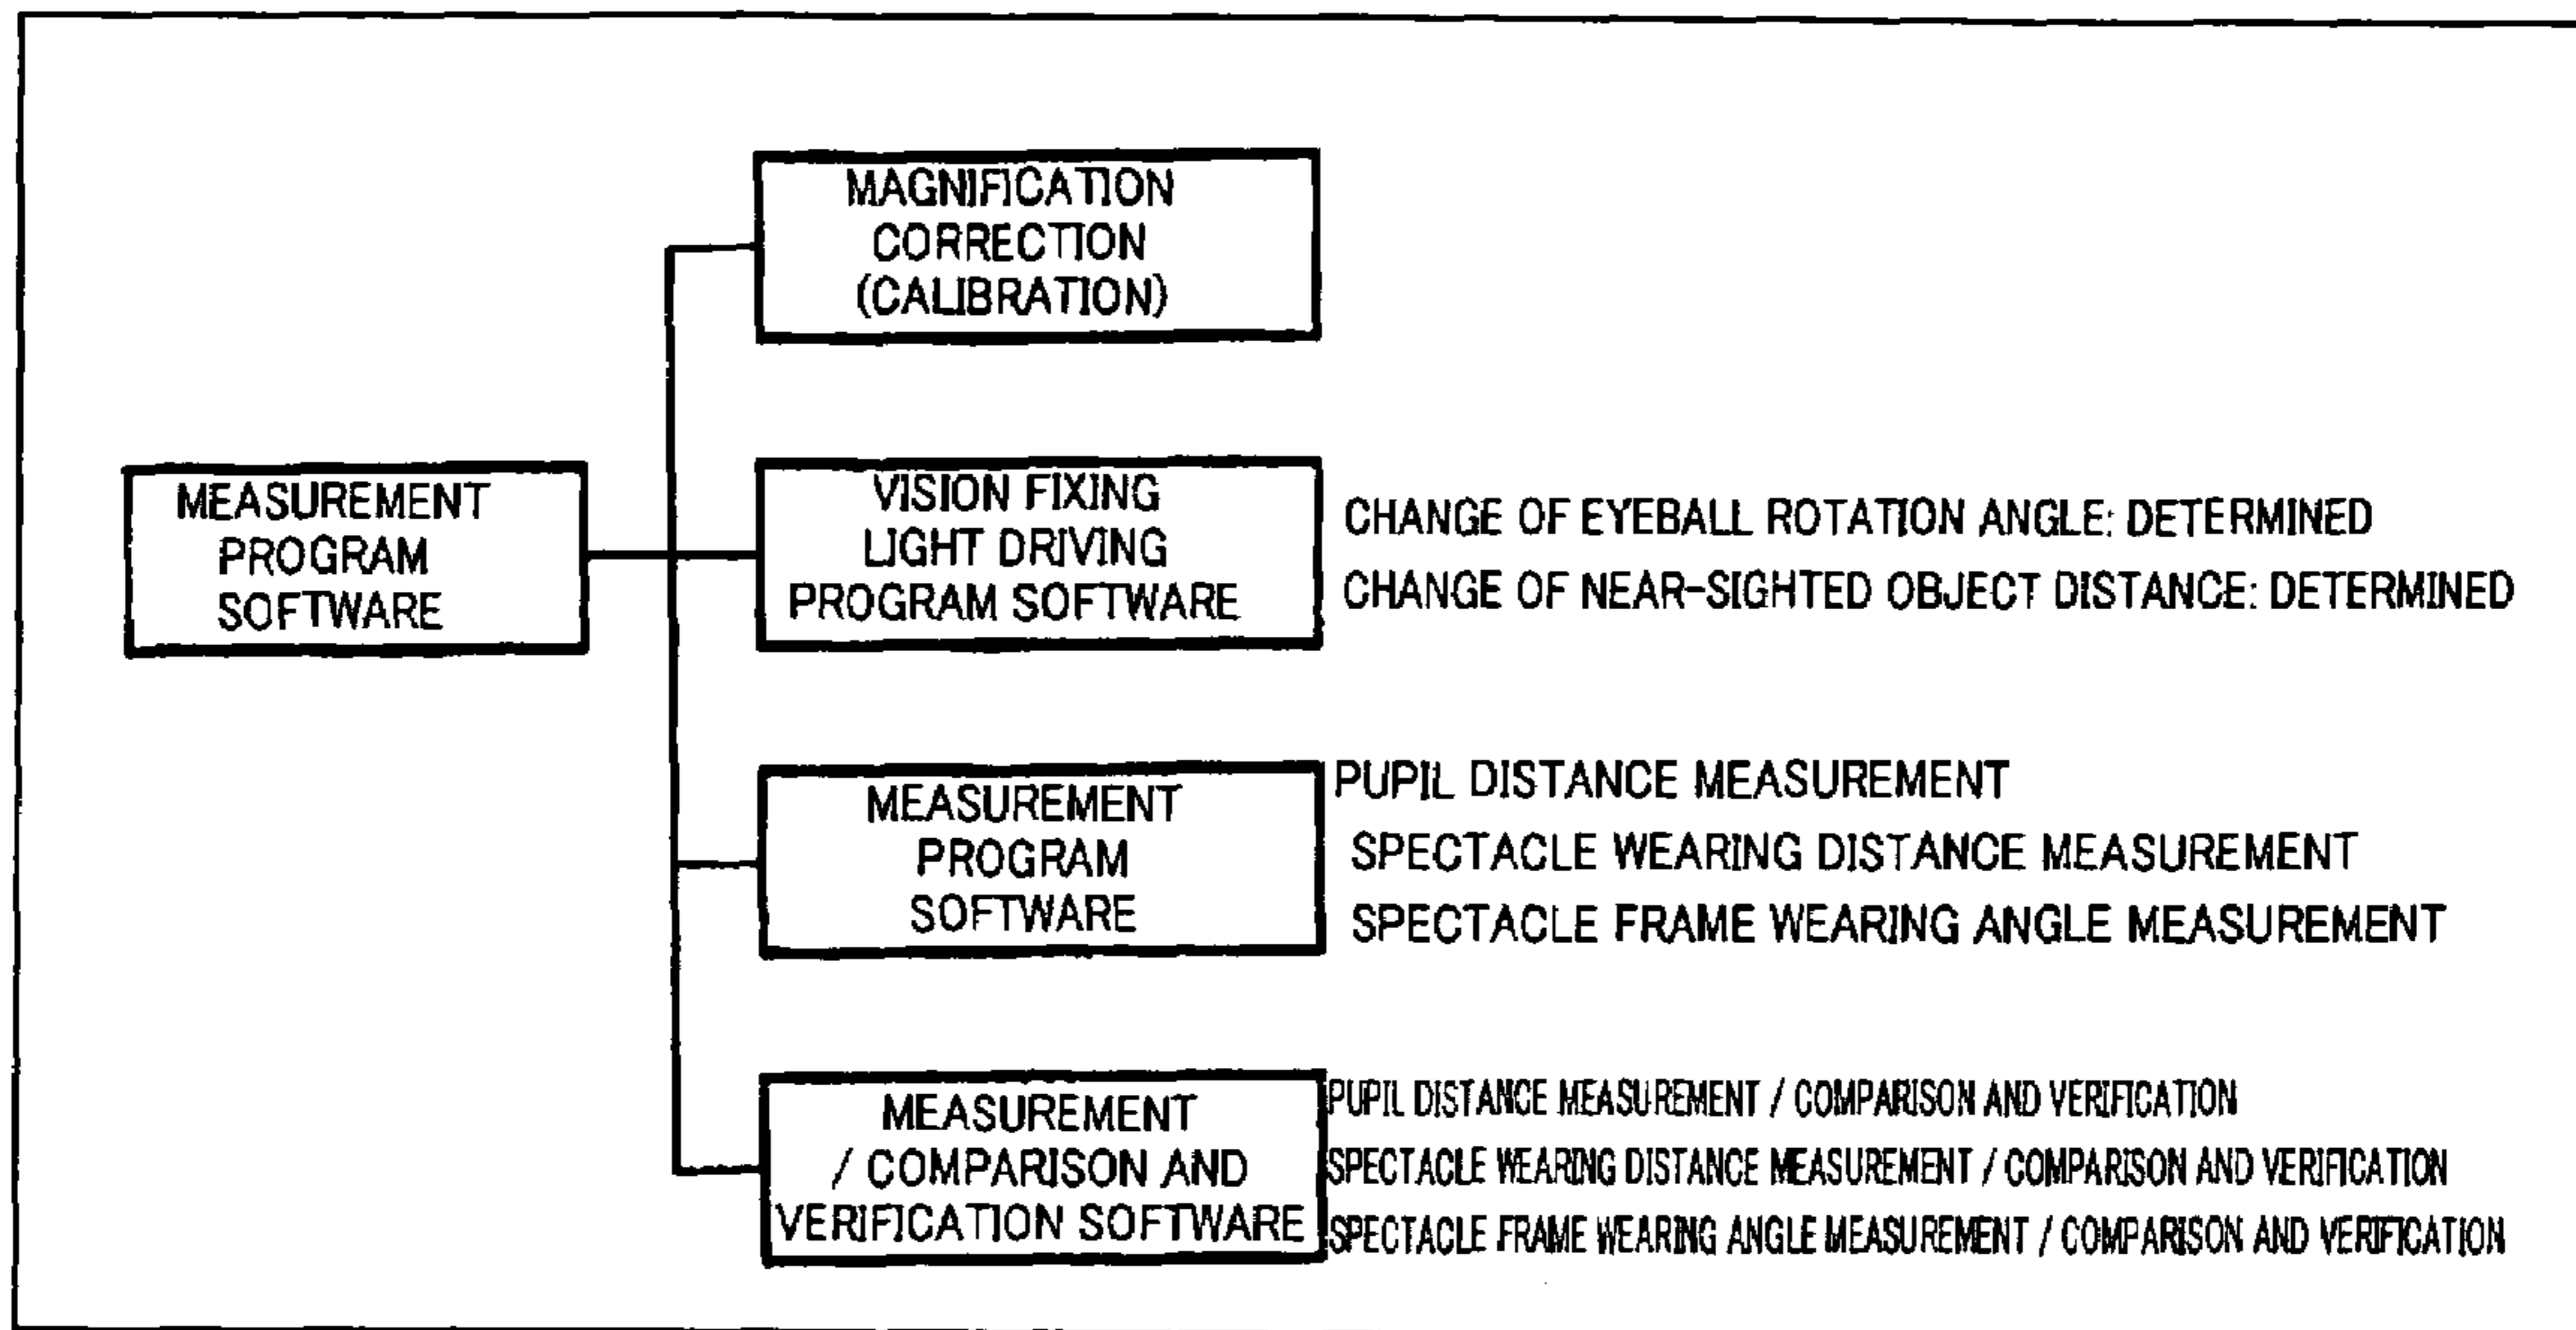 MAGNIFICATION
CORRECTION
(CALIBRATION)
MEASUREMENT
PROGRAM
SOFTWARE
VISION FIXING
LIGHT DRIVING
PROGRAM SOFTWARE
CHANGE OF EYEBALL ROTATION ANGLE: DETERMINED
CHANGE OF NEAR-SIGHTED OBJECT DISTANCE: DETERMINED
MEASUREMENT
PROGRAM
SOFTWARE
PUPIL DISTANCE MEASUREMENT
SPECTACLE WEARING DISTANCE MEASUREMENT
SPECTACLE FRAME WEARING ANGLE MEASUREMENT
MEASUREMENT
/ COMPARISON AND
VERIFICATION SOFTWARE
PUPIL DISTANCE MEASUREMENT / COMPARISON AND VERIFICATION
SPECTACLE WEARING DISTANCE MEASUREMENT / COMPARISON AND VERIFICATION
SPECTACLE FRAME WEARING ANGLE MEASUREMENT / COMPARISON AND VERIFICATION